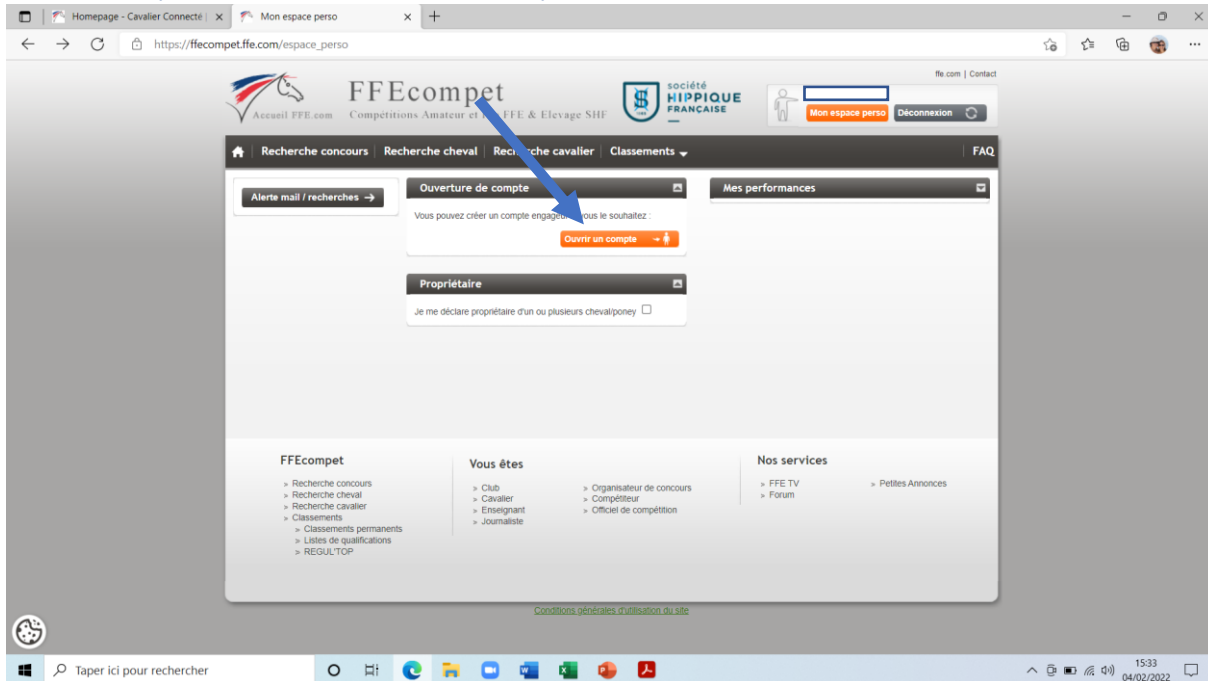 Homepage - Cavalier Connecté |
Mon espace perso
https://ffecompet.ffe.com/espace_perso
ffe.com | Contact
Accueil FFE.com
FFEcompet
Compétitions Amateur et FFE & Elevage SHF
société
HIPPIQUE
FRANÇAISE
Mon espace perso
Déconnexion
Recherche concours
Recherche cheval
Recherche cavalier
Classements
FAQ
Alerte mail / recherches →
Ouverture de compte
Vous pouvez créer un compte vous le souhaitez :
Ouvrir un compte →
Propriétaire
Je me déclare propriétaire d'un ou plusieurs cheval/poney
Mes performances
FFEcompet
» Recherche concours
» Recherche cheval
» Recherche cavalier
» Classements
» Classements permanents
» Listes de qualifications
» REGUL'TOP
Vous êtes
» Club
» Cavalier
» Enseignant
» Journaliste
» Organisateur de concours
» Compétiteur
» Officiel de compétition
Nos services
» FFE TV
» Forum
» Petites Annonces
Conditions générales d'utilisation du site
Taper ici pour rechercher
15:33
04/02/2022